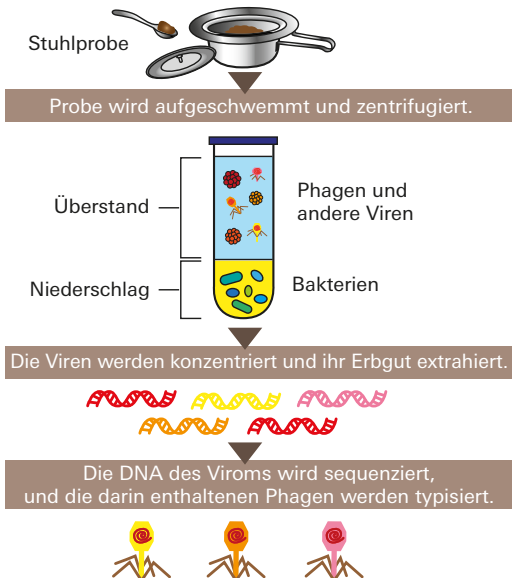 Stuhlprobe
Probe wird aufgeschwemmt und zentrifugiert.
Überstand
Phagen und
andere Viren
Niederschlag
Bakterien
Die Viren werden konzentriert und ihr Erbgut extrahiert.
Die DNA des Viroms wird sequenziert,
und die darin enthaltenen Phagen werden typisiert.